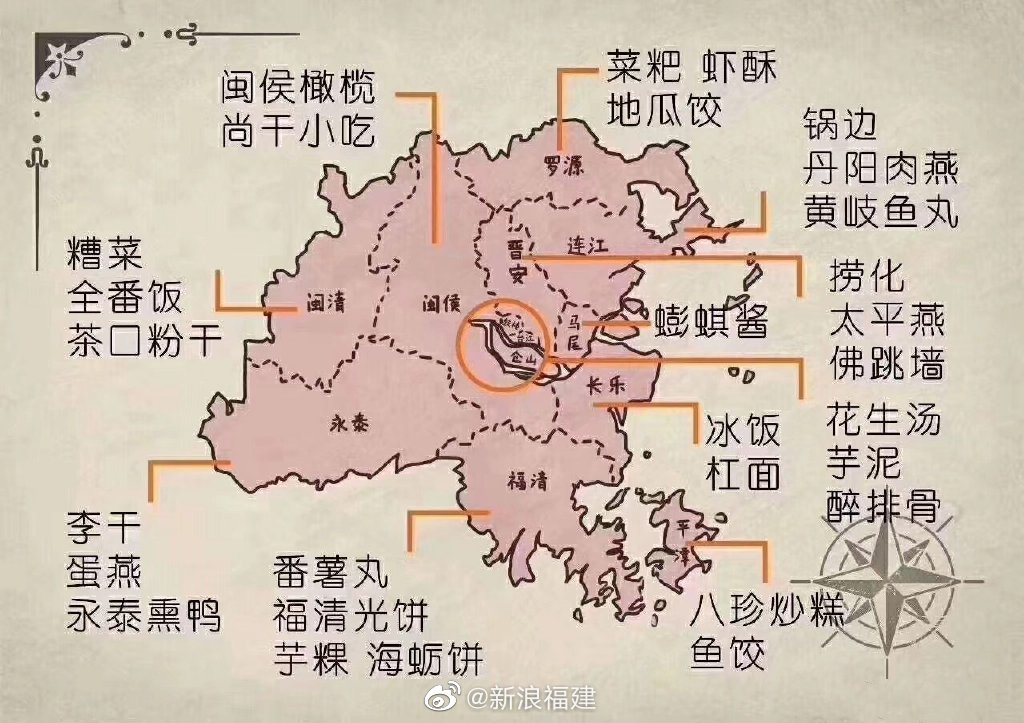 闽侯橄榄
尚干小吃
菜粑 虾酥
地瓜饺
锅边
丹阳肉燕
黄岐鱼丸
糟菜
全番饭
茶口粉干
捞化
太平燕
佛跳墙
蟛蜞酱
花生汤
芋泥
醉排骨
冰饭
杠面
李干
蛋燕
永泰熏鸭
番薯丸
福清光饼
芋粿 海蛎饼
八珍炒糕
鱼饺
罗源
连江
晋安
闽清
闽侯
马尾
台江
仓山
长乐
永泰
福清
平潭
@新浪福建